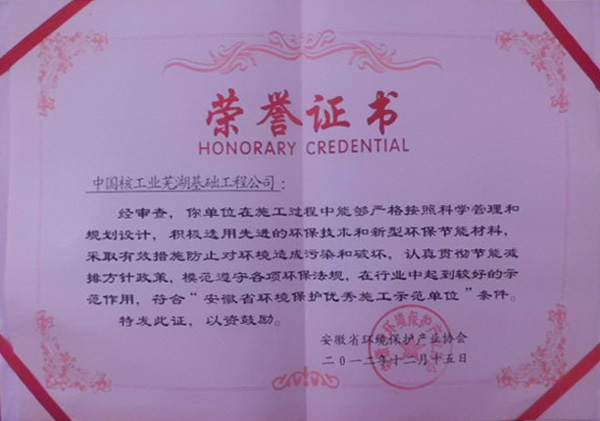 荣誉证书
HONORARY CREDENTIAL
中国核工业芜湖基础工程公司：
经审查，你单位在施工过程中能够严格按照科学管理和
规划设计，积极选用先进的环保技术和新型环保节能材料，
采取有效措施防止对环境造成污染和破坏，认真贯彻节能减
排方针政策，模范遵守各项环保法规，在行业中起到较好的示
范作用，符合“安徽省环境保护优秀施工示范单位”条件。
特发此证，以资鼓励。
安徽省环境保护产业协会
二〇一二年十二月十五日